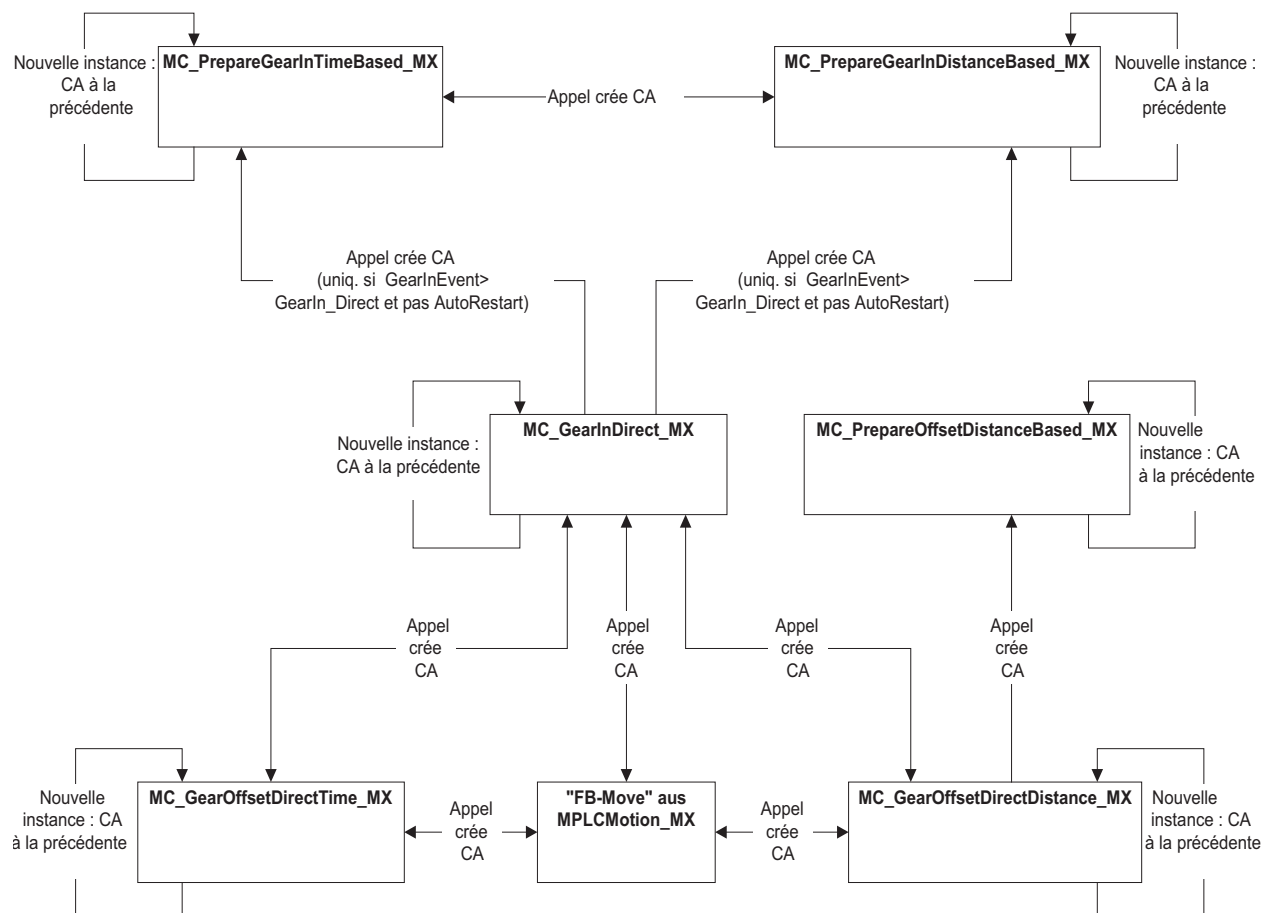 Nouvelle instance :
CA à la
précédente
MC_PrepareGearInTimeBased_MX
Appel crée CA
MC_PrepareGearInDistanceBased_MX
Nouvelle instance :
CA à la
précédente
Appel crée CA
(uniq. si  GearInEvent>
GearIn_Direct et pas AutoRestart)
Appel crée CA
(uniq. si  GearInEvent>
GearIn_Direct et pas AutoRestart)
Nouvelle instance :
CA à la précédente
MC_GearInDirect_MX
MC_PrepareOffsetDistanceBased_MX
Nouvelle
instance : CA
à la précédente
Appel
crée
CA
Appel
crée
CA
Appel
crée
CA
Appel
crée
CA
Nouvelle
instance : CA
à la précédente
MC_GearOffsetDirectTime_MX
Appel
crée
CA
"FB-Move" aus
MPLCMotion_MX
Appel
crée
CA
MC_GearOffsetDirectDistance_MX
Nouvelle
instance : CA
à la précédente